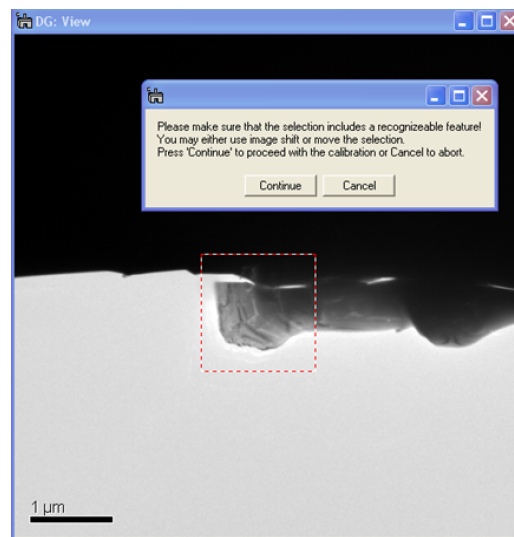 DG: View
Please make sure that the selection includes a recognizeable feature!
You may either use image shift or move the selection.
Press 'Continue' to proceed with the calibration or Cancel to abort.
Continue Cancel
1 µm